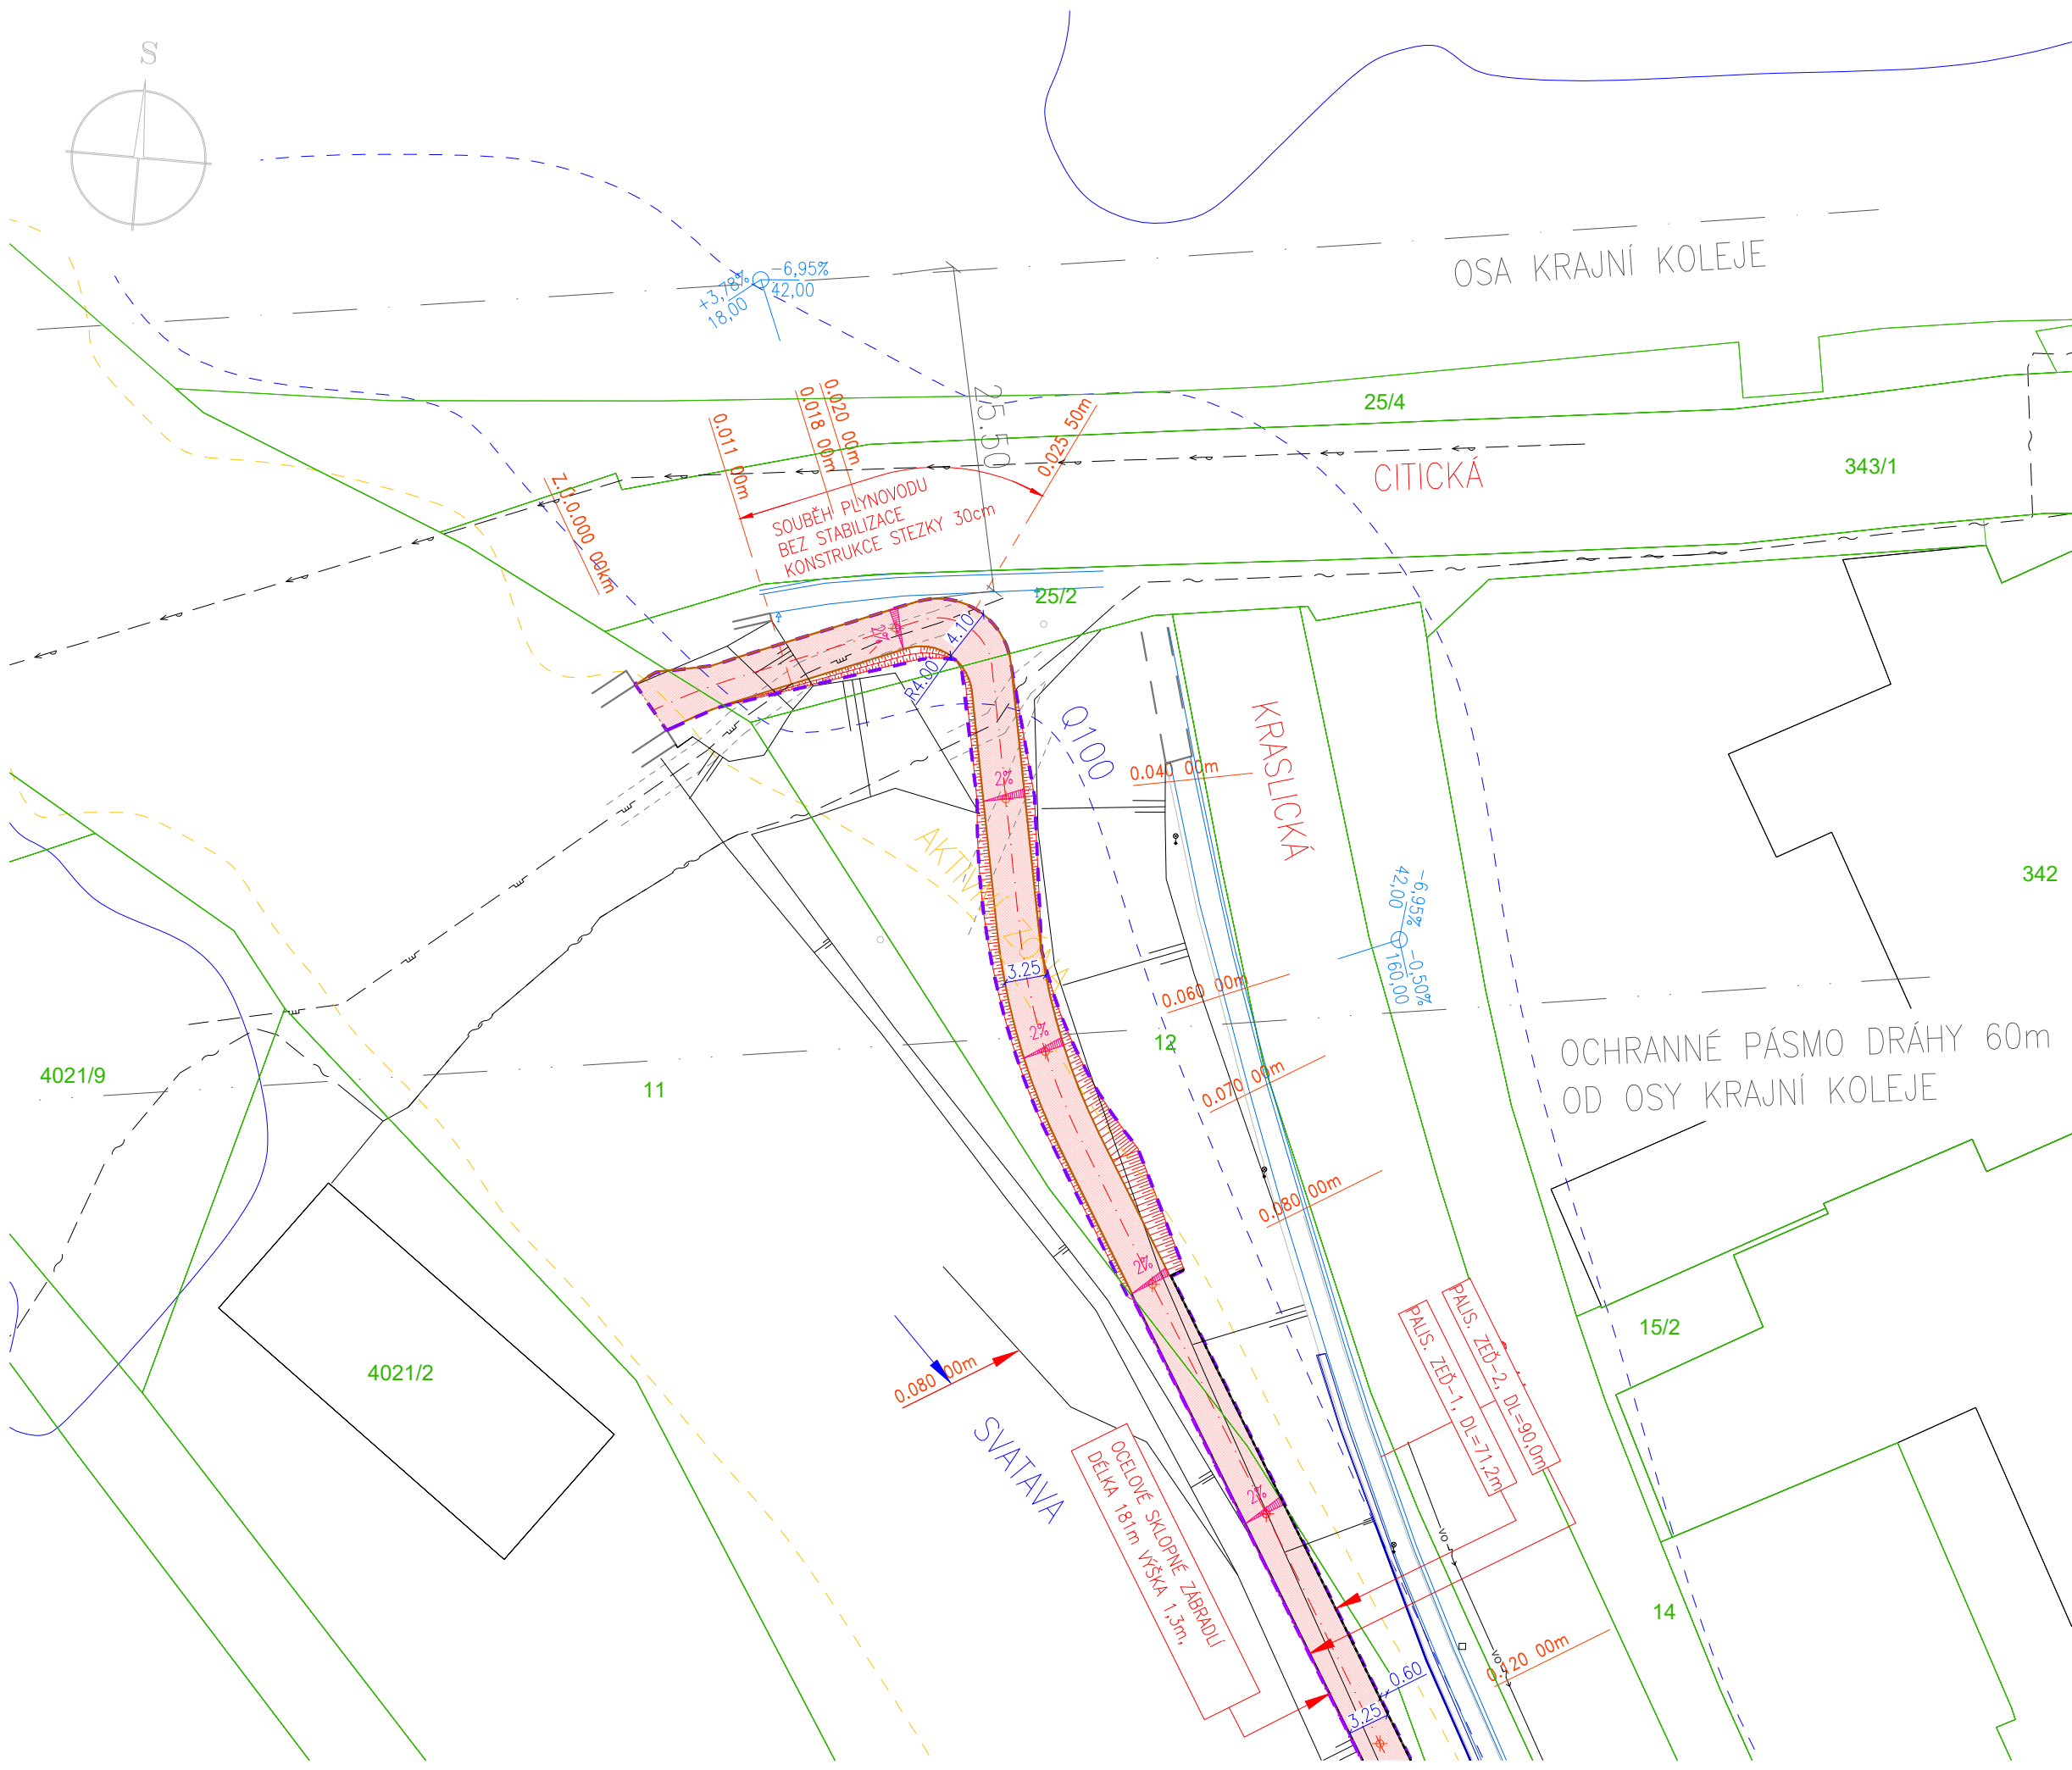 S
OSA KRAJNÍ KOLEJE
+3,78%
18,00
-6,95%
42,00
25.50
0.020 00m
0.018 00m
0.011 00m
0.025 50m
Z.0.0.000 00km
SOUBĚH PLYNOVODU
BEZ STABILIZACE
KONSTRUKCE STEZKY 30cm
25/4
343/1
CITICKÁ
25/2
2%
4.10
R4.00
Q100
KRASLICKÁ
0.040 00m
2%
342
AKTIVNÍ ZÓNA
-6,95%
42,00
-0,50%
160,00
3.25
0.060 00m
2%
12
OCHRANNÉ PÁSMO DRÁHY 60m
OD OSY KRAJNÍ KOLEJE
4021/9
11
0.070 00m
0.080 00m
2%
15/2
PALIS. ZEĎ-2, DL=90,0m
PALIS. ZEĎ-1, DL=71,2m
4021/2
0.080 00m
SVATAVA
OCELOVÉ SKLOPNÉ ZÁBRADLÍ
DÉLKA 181m VÝŠKA 1,3m,
2%
VO
14
VO
0.120 00m
0.60
3.25